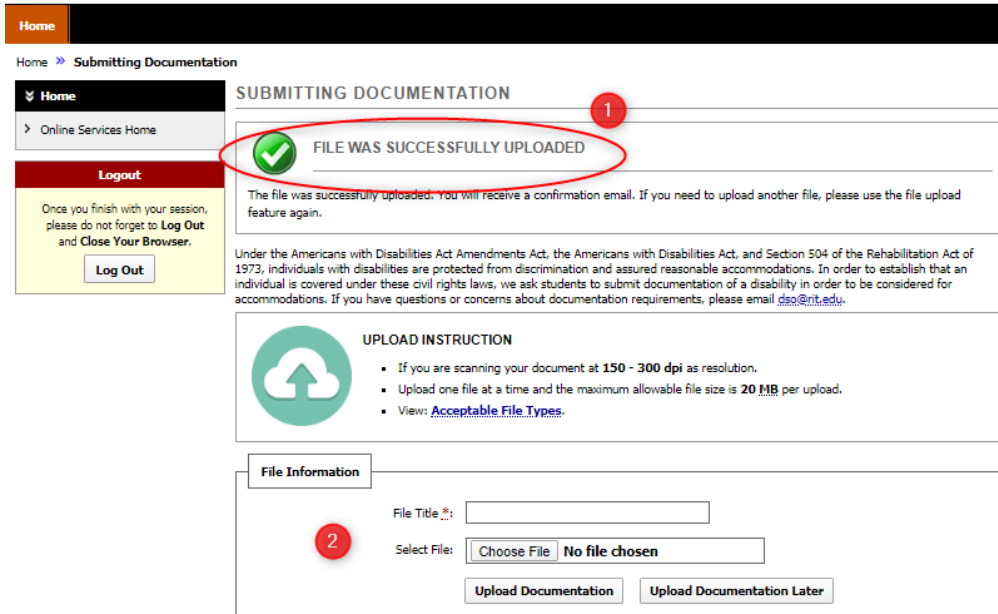 Home
Home » Submitting Documentation
Home
Online Services Home
Logout
Once you finish with your session,
please do not forget to Log Out
and Close Your Browser.
Log Out
SUBMITTING DOCUMENTATION
1
FILE WAS SUCCESSFULLY UPLOADED
The file was successfully uploaded. You will receive a confirmation email. If you need to upload another file, please use the file upload
feature again.
Under the Americans with Disabilities Act Amendments Act, the Americans with Disabilities Act, and Section 504 of the Rehabilitation Act of
1973, individuals with disabilities are protected from discrimination and assured reasonable accommodations. In order to establish that an
individual is covered under these civil rights laws, we ask students to submit documentation of a disability in order to be considered for
accommodations. If you have questions or concerns about documentation requirements, please email dso@rit.edu.
UPLOAD INSTRUCTION
▪ If you are scanning your document at 150 - 300 dpi as resolution.
▪ Upload one file at a time and the maximum allowable file size is 20 MB per upload.
▪ View: Acceptable File Types.
File Information
File Title *:
2
Select File: Choose File No file chosen
Upload Documentation Upload Documentation Later